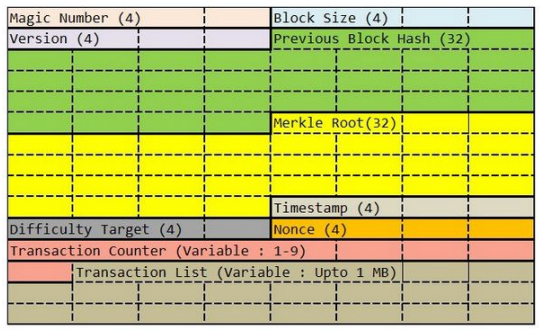 Magic Number (4)
Block Size (4)
Version (4)
Previous Block Hash (32)
Merkle Root(32)
Timestamp (4)
Difficulty Target (4)
Nonce (4)
Transaction Counter (Variable : 1-9)
Transaction List (Variable : Upto 1 MB)